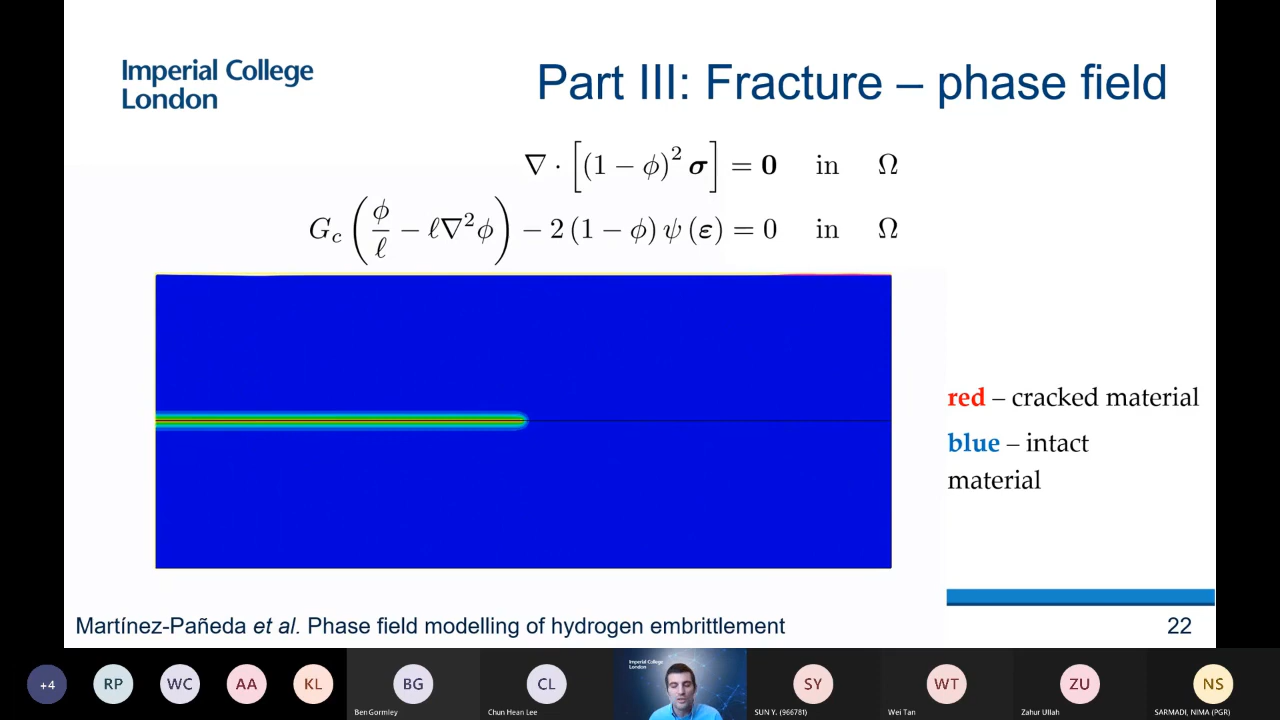 Imperial College
London
Part III: Fracture – phase field
∇ · [(1 − ϕ)² σ] = 0 in Ω
G_c (ϕ/ℓ − ℓ∇²ϕ) − 2 (1 − ϕ) ψ (ε) = 0 in Ω
red – cracked material
blue – intact
material
Martínez-Pañeda et al. Phase field modelling of hydrogen embrittlement
22
+4
RP
WC
AA
KL
BG
Ben Gormley
CL
Chun Hean Lee
Imperial College
London
SY
SUN Y. (966781)
WT
Wei Tan
ZU
Zahur Ullah
NS
SARMADI, NIMA (PGR)